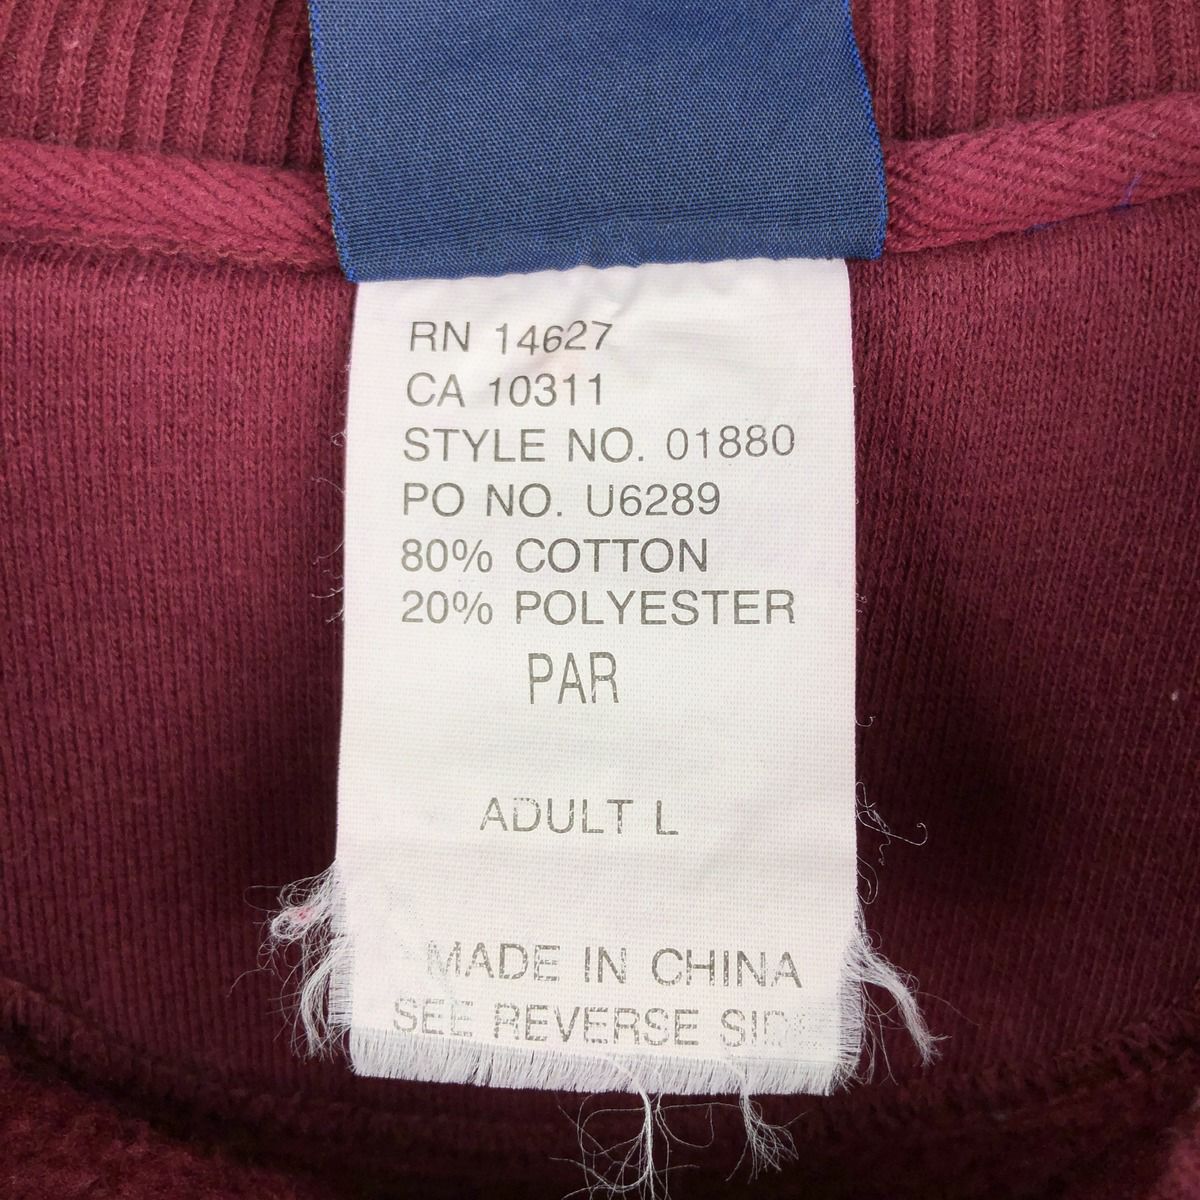 RN 14627
CA 10311
STYLE NO. 01880
PO NO. U6289
80% COTTON
20% POLYESTER
PAR
ADULT L
MADE IN CHINA
SEE REVERSE SIDE